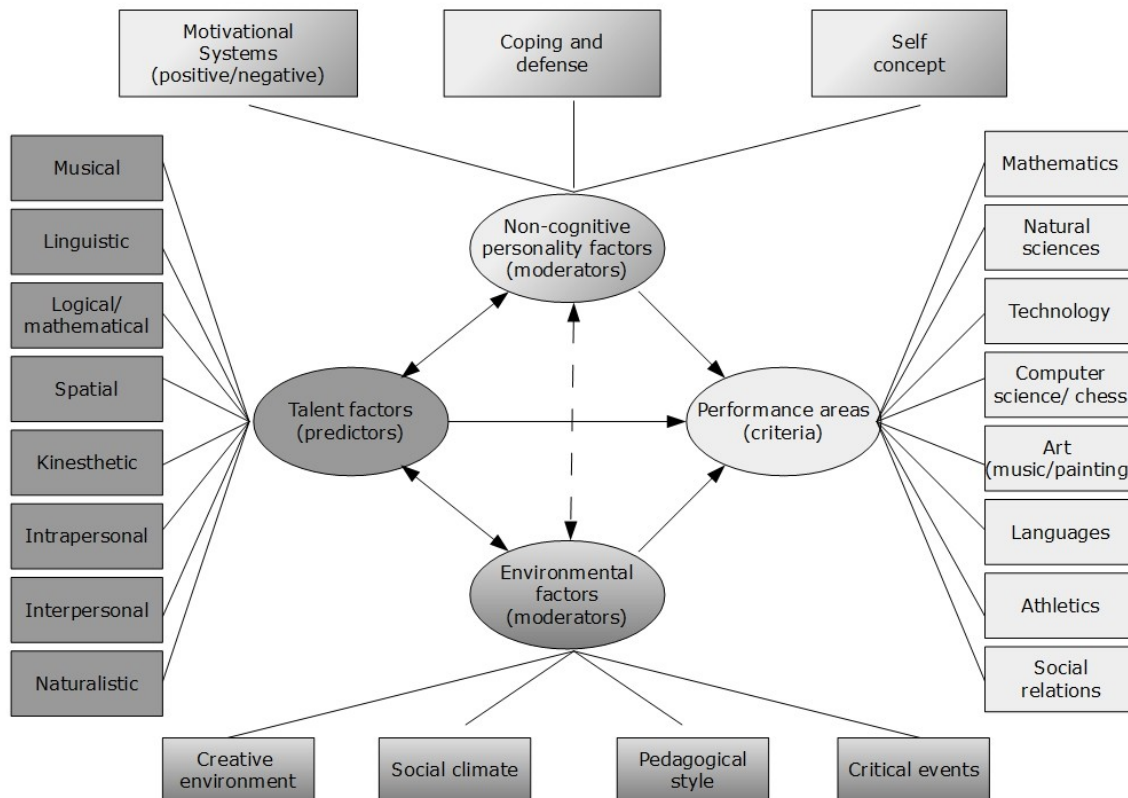 Motivational
Systems
(positive/negative)
Coping and
defense
Self
concept
Musical
Linguistic
Logical/
mathematical
Spatial
Kinesthetic
Intrapersonal
Interpersonal
Naturalistic
Non-cognitive
personality factors
(moderators)
Talent factors
(predictors)
Performance areas
(criteria)
Environmental
factors
(moderators)
Mathematics
Natural
sciences
Technology
Computer
science/ chess
Art
(music/painting
Languages
Athletics
Social
relations
Creative
environment
Social climate
Pedagogical
style
Critical events